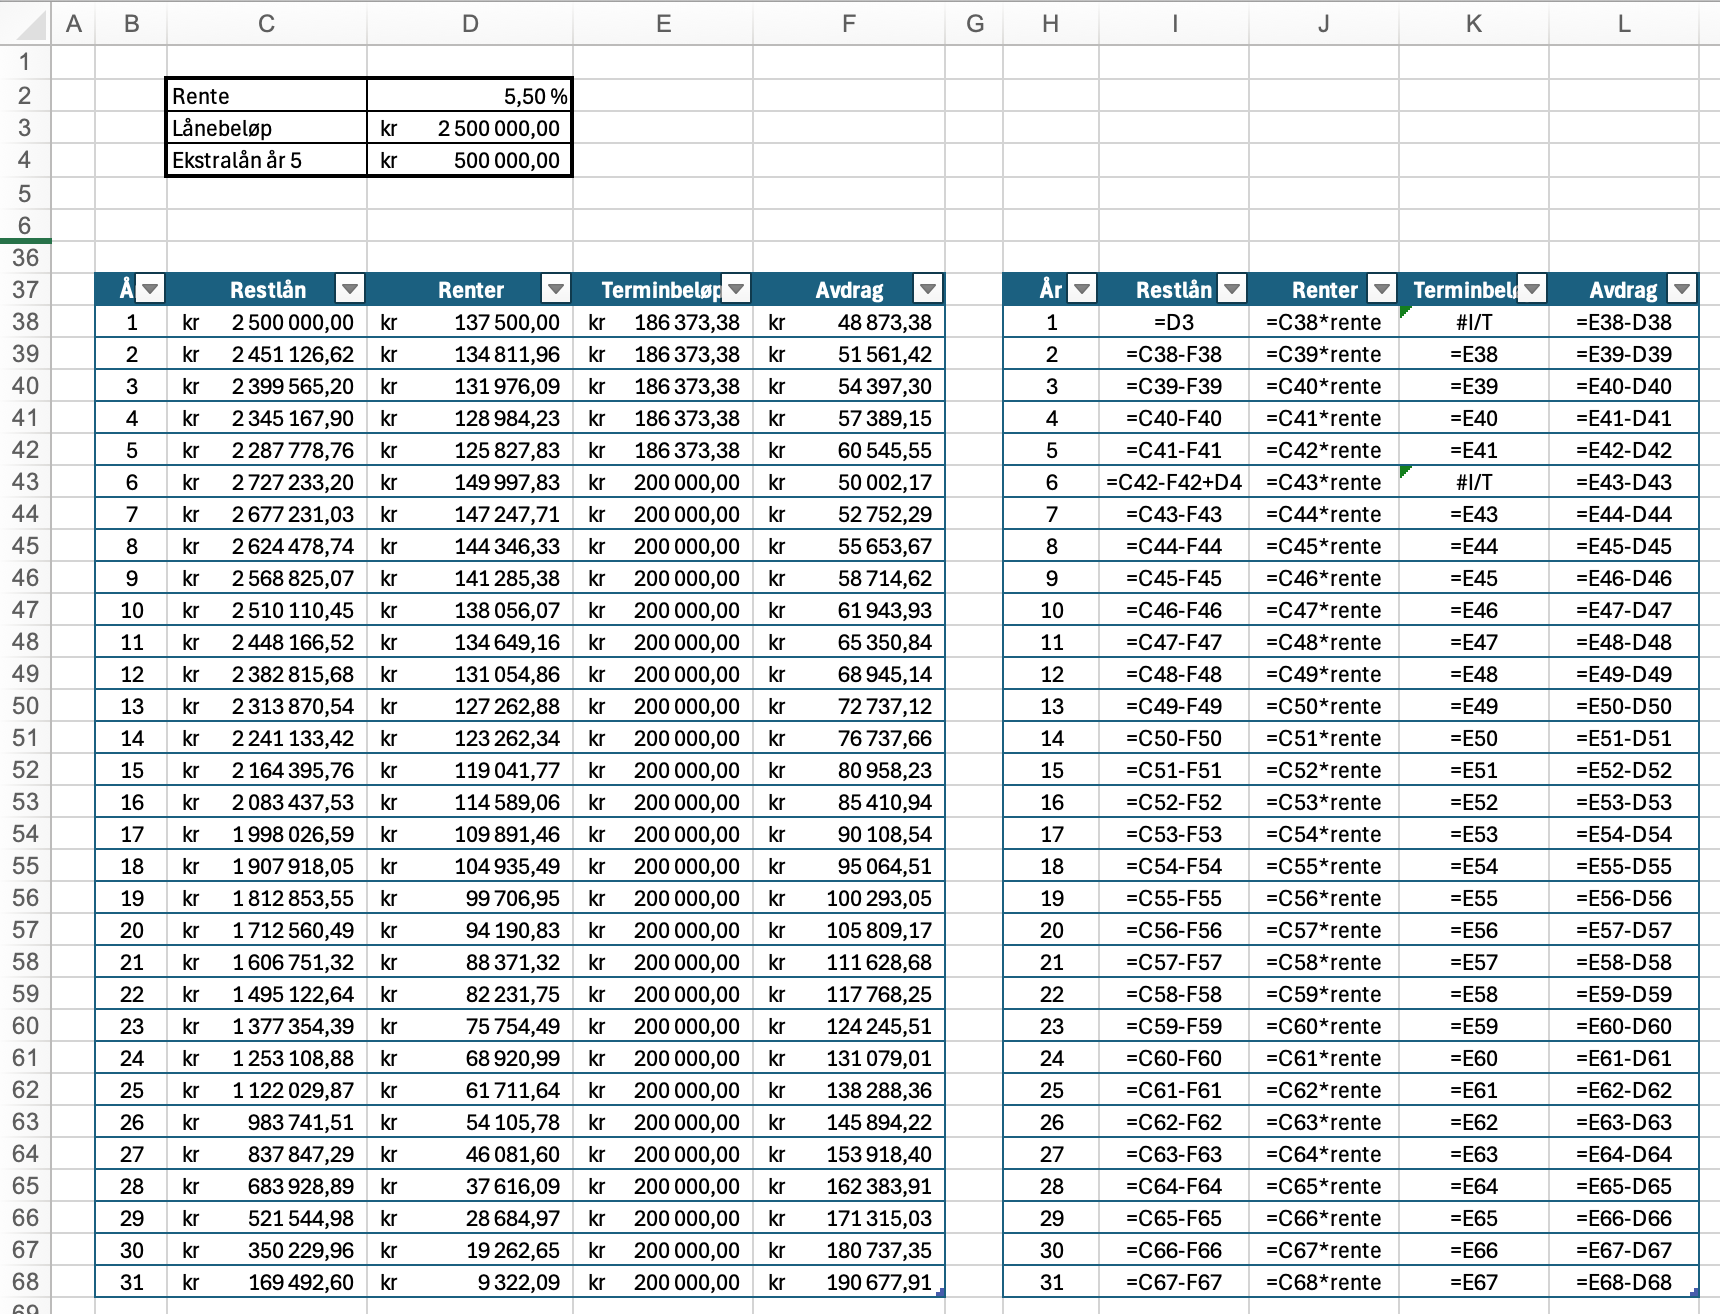 A B C D E F G H I J K L
1
2 Rente 5,50 %
3 Lånebeløp kr 2 500 000,00
4 Ekstralån år 5 kr 500 000,00
5
6
36
37 Å Restlån Renter Terminbeløp Avdrag År Restlån Renter Terminbelø Avdrag
38 1 kr 2 500 000,00 kr 137 500,00 kr 186 373,38 kr 48 873,38 1 =D3 =C38*rente #I/T =E38-D38
39 2 kr 2 451 126,62 kr 134 811,96 kr 186 373,38 kr 51 561,42 2 =C38-F38 =C39*rente =E38 =E39-D39
40 3 kr 2 399 565,20 kr 131 976,09 kr 186 373,38 kr 54 397,30 3 =C39-F39 =C40*rente =E39 =E40-D40
41 4 kr 2 345 167,90 kr 128 984,23 kr 186 373,38 kr 57 389,15 4 =C40-F40 =C41*rente =E40 =E41-D41
42 5 kr 2 287 778,76 kr 125 827,83 kr 186 373,38 kr 60 545,55 5 =C41-F41 =C42*rente =E41 =E42-D42
43 6 kr 2 727 233,20 kr 149 997,83 kr 200 000,00 kr 50 002,17 6 =C42-F42+D4 =C43*rente #I/T =E43-D43
44 7 kr 2 677 231,03 kr 147 247,71 kr 200 000,00 kr 52 752,29 7 =C43-F43 =C44*rente =E43 =E44-D44
45 8 kr 2 624 478,74 kr 144 346,33 kr 200 000,00 kr 55 653,67 8 =C44-F44 =C45*rente =E44 =E45-D45
46 9 kr 2 568 825,07 kr 141 285,38 kr 200 000,00 kr 58 714,62 9 =C45-F45 =C46*rente =E45 =E46-D46
47 10 kr 2 510 110,45 kr 138 056,07 kr 200 000,00 kr 61 943,93 10 =C46-F46 =C47*rente =E46 =E47-D47
48 11 kr 2 448 166,52 kr 134 649,16 kr 200 000,00 kr 65 350,84 11 =C47-F47 =C48*rente =E47 =E48-D48
49 12 kr 2 382 815,68 kr 131 054,86 kr 200 000,00 kr 68 945,14 12 =C48-F48 =C49*rente =E48 =E49-D49
50 13 kr 2 313 870,54 kr 127 262,88 kr 200 000,00 kr 72 737,12 13 =C49-F49 =C50*rente =E49 =E50-D50
51 14 kr 2 241 133,42 kr 123 262,34 kr 200 000,00 kr 76 737,66 14 =C50-F50 =C51*rente =E50 =E51-D51
52 15 kr 2 164 395,76 kr 119 041,77 kr 200 000,00 kr 80 958,23 15 =C51-F51 =C52*rente =E51 =E52-D52
53 16 kr 2 083 437,53 kr 114 589,06 kr 200 000,00 kr 85 410,94 16 =C52-F52 =C53*rente =E52 =E53-D53
54 17 kr 1 998 026,59 kr 109 891,46 kr 200 000,00 kr 90 108,54 17 =C53-F53 =C54*rente =E53 =E54-D54
55 18 kr 1 907 918,05 kr 104 935,49 kr 200 000,00 kr 95 064,51 18 =C54-F54 =C55*rente =E54 =E55-D55
56 19 kr 1 812 853,55 kr 99 706,95 kr 200 000,00 kr 100 293,05 19 =C55-F55 =C56*rente =E55 =E56-D56
57 20 kr 1 712 560,49 kr 94 190,83 kr 200 000,00 kr 105 809,17 20 =C56-F56 =C57*rente =E56 =E57-D57
58 21 kr 1 606 751,32 kr 88 371,32 kr 200 000,00 kr 111 628,68 21 =C57-F57 =C58*rente =E57 =E58-D58
59 22 kr 1 495 122,64 kr 82 231,75 kr 200 000,00 kr 117 768,25 22 =C58-F58 =C59*rente =E58 =E59-D59
60 23 kr 1 377 354,39 kr 75 754,49 kr 200 000,00 kr 124 245,51 23 =C59-F59 =C60*rente =E59 =E60-D60
61 24 kr 1 253 108,88 kr 68 920,99 kr 200 000,00 kr 131 079,01 24 =C60-F60 =C61*rente =E60 =E61-D61
62 25 kr 1 122 029,87 kr 61 711,64 kr 200 000,00 kr 138 288,36 25 =C61-F61 =C62*rente =E61 =E62-D62
63 26 kr 983 741,51 kr 54 105,78 kr 200 000,00 kr 145 894,22 26 =C62-F62 =C63*rente =E62 =E63-D63
64 27 kr 837 847,29 kr 46 081,60 kr 200 000,00 kr 153 918,40 27 =C63-F63 =C64*rente =E63 =E64-D64
65 28 kr 683 928,89 kr 37 616,09 kr 200 000,00 kr 162 383,91 28 =C64-F64 =C65*rente =E64 =E65-D65
66 29 kr 521 544,98 kr 28 684,97 kr 200 000,00 kr 171 315,03 29 =C65-F65 =C66*rente =E65 =E66-D66
67 30 kr 350 229,96 kr 19 262,65 kr 200 000,00 kr 180 737,35 30 =C66-F66 =C67*rente =E66 =E67-D67
68 31 kr 169 492,60 kr 9 322,09 kr 200 000,00 kr 190 677,91 31 =C67-F67 =C68*rente =E67 =E68-D68
69